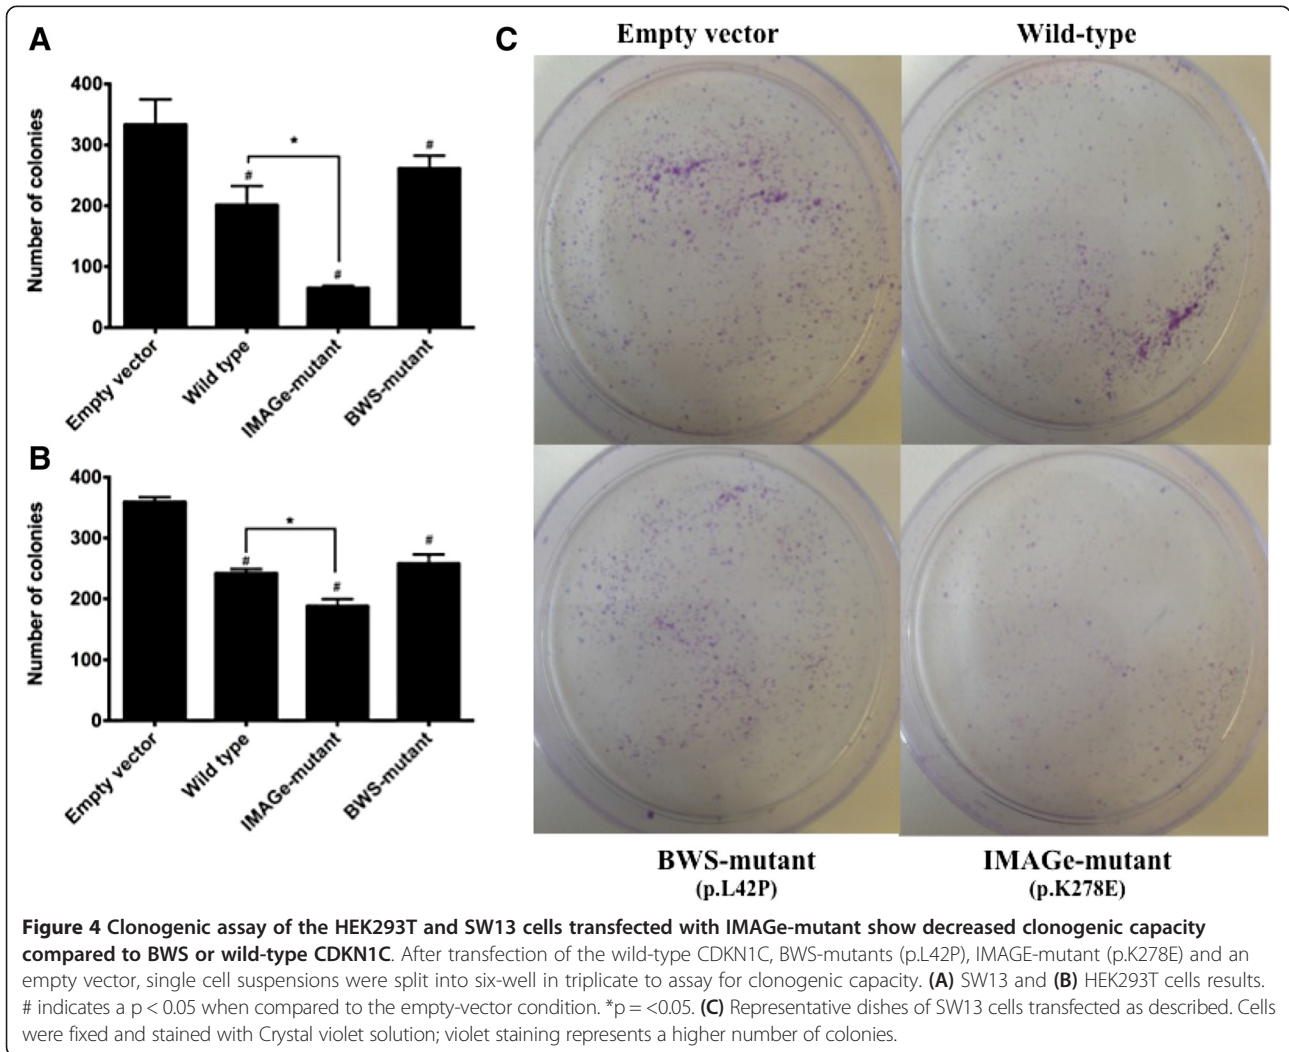 A
Number of colonies
400
300
200
100
0
*
#
#
#
Empty vector
Wild type
IMAGe-mutant
BWS-mutant
B
Number of colonies
400
300
200
100
0
*
#
#
#
Empty vector
Wild type
IMAGe-mutant
BWS-mutant
C
Empty vector
Wild-type
BWS-mutant
(p.L42P)
IMAGe-mutant
(p.K278E)
Figure 4 Clonogenic assay of the HEK293T and SW13 cells transfected with IMAGe-mutant show decreased clonogenic capacity
compared to BWS or wild-type CDKN1C. After transfection of the wild-type CDKN1C, BWS-mutants (p.L42P), IMAGE-mutant (p.K278E) and an
empty vector, single cell suspensions were split into six-well in triplicate to assay for clonogenic capacity. (A) SW13 and (B) HEK293T cells results.
# indicates a p < 0.05 when compared to the empty-vector condition. *p = <0.05. (C) Representative dishes of SW13 cells transfected as described. Cells
were fixed and stained with Crystal violet solution; violet staining represents a higher number of colonies.